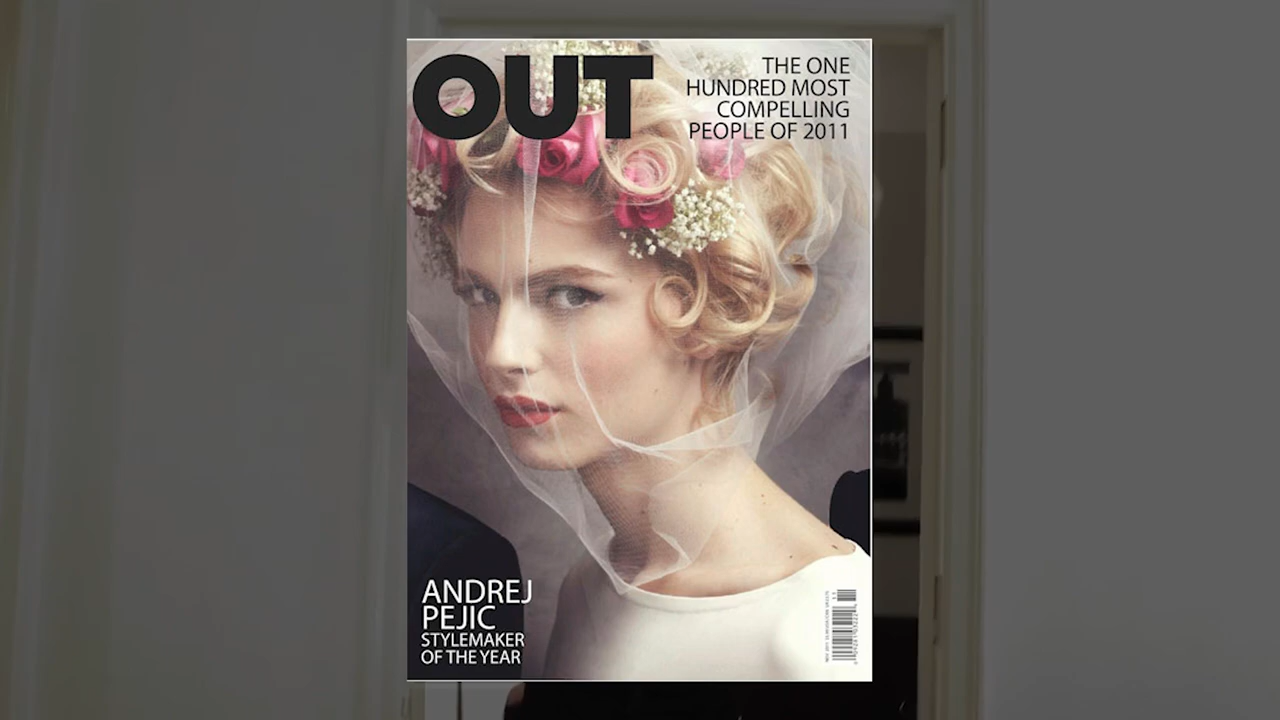 OUT
THE ONE
HUNDRED MOST
COMPELLING
PEOPLE OF 2011
ANDREJ
PEJIC
STYLEMAKER
OF THE YEAR